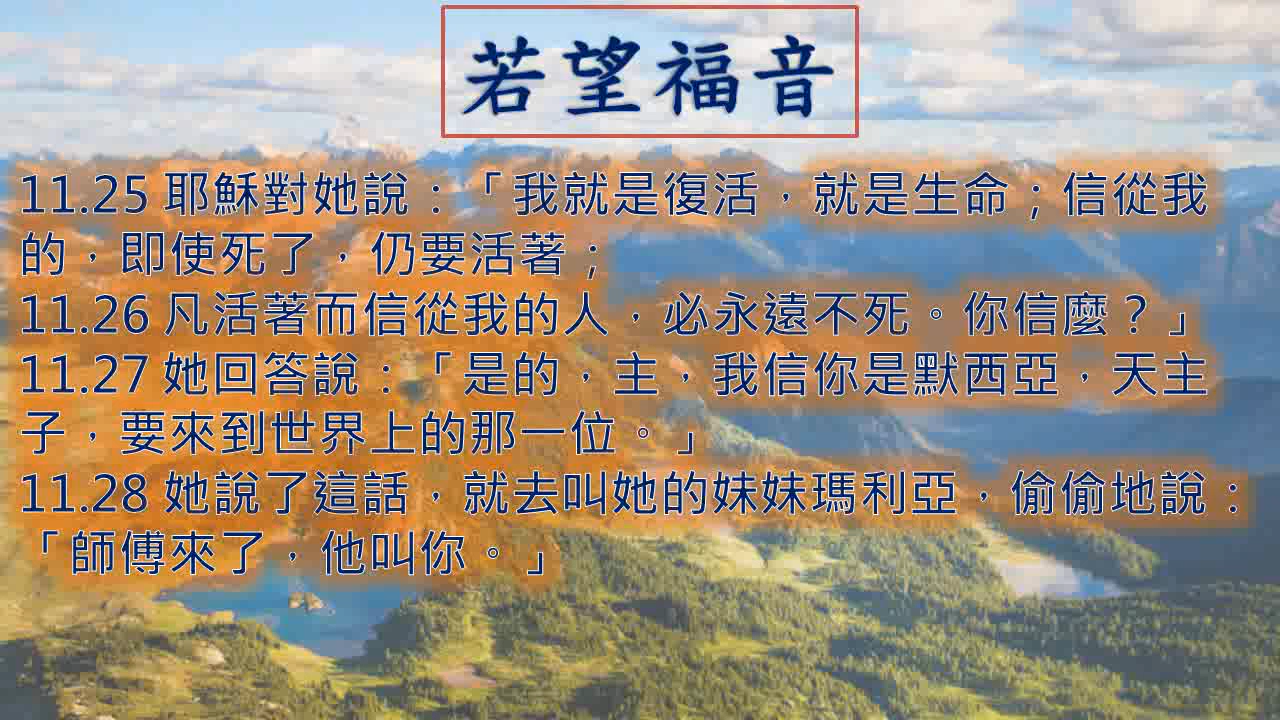 若望福音
11.25 耶穌對她說：「我就是復活，就是生命；信從我
的，即使死了，仍要活著；
11.26 凡活著而信從我的人，必永遠不死。你信麼？」
11.27 她回答說：「是的，主，我信你是默西亞，天主
子，要來到世界上的那一位。」
11.28 她說了這話，就去叫她的妹妹瑪利亞，偷偷地說：
「師傅來了，他叫你。」